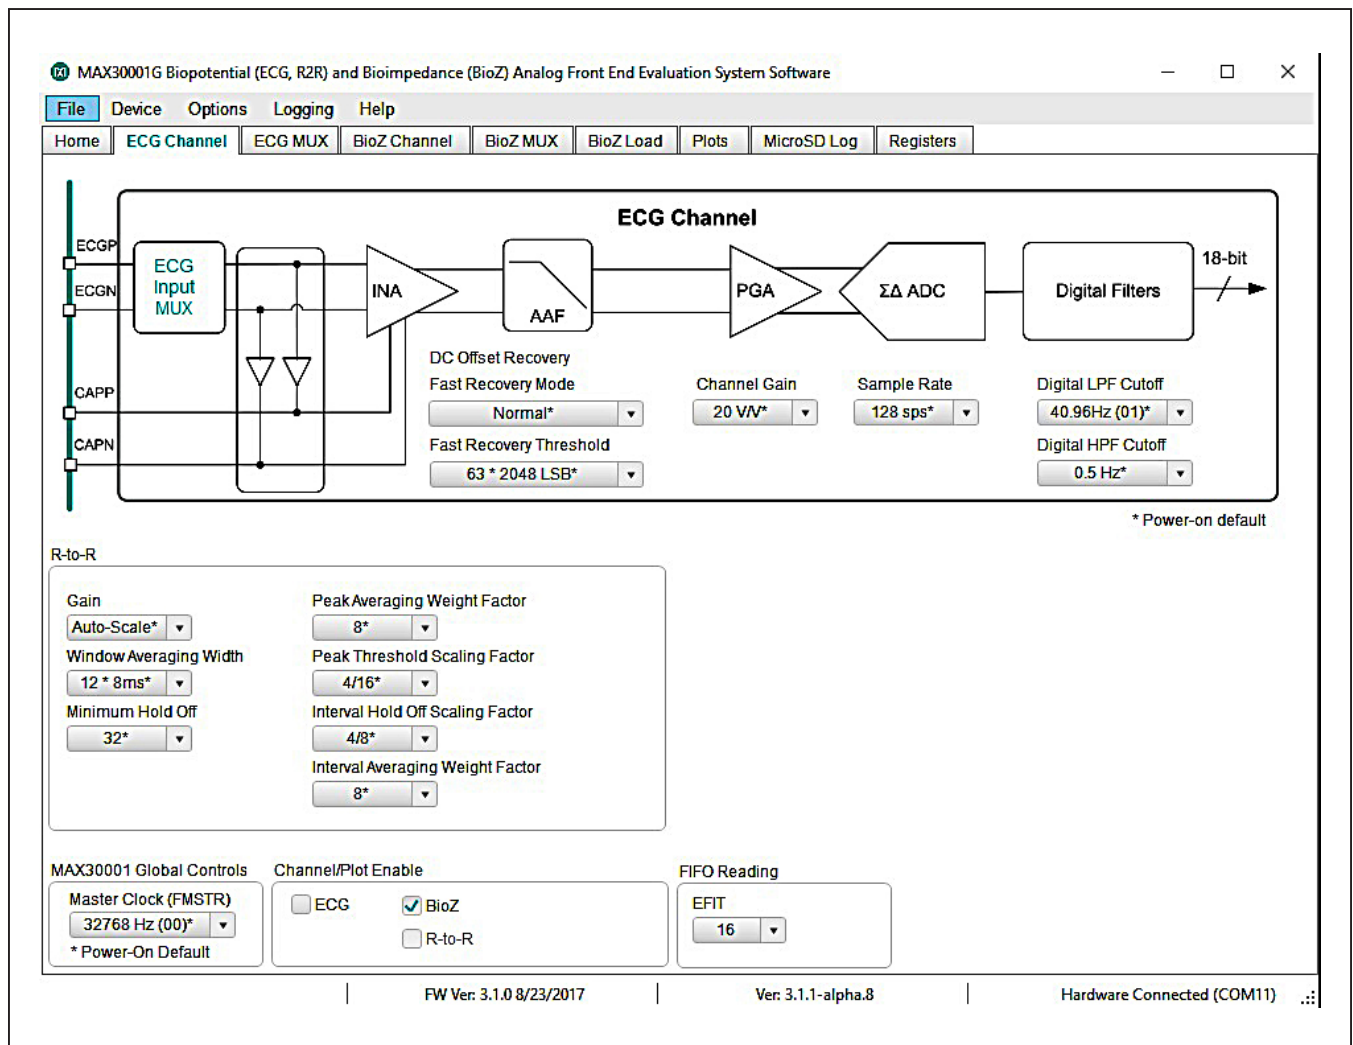 MAX30001G Biopotential (ECG, R2R) and Bioimpedance (BioZ) Analog Front End Evaluation System Software
File Device Options Logging Help
Home ECG Channel ECG MUX BioZ Channel BioZ MUX BioZ Load Plots MicroSD Log Registers
ECG Channel
ECGP
ECGN
CAPP
CAPN
ECG
Input
MUX
INA
AAF
PGA
ΣΔ ADC
Digital Filters
18-bit
DC Offset Recovery
Fast Recovery Mode
Normal*
Fast Recovery Threshold
63 * 2048 LSB*
Channel Gain
20 V/V*
Sample Rate
128 sps*
Digital LPF Cutoff
40.96Hz (01)*
Digital HPF Cutoff
0.5 Hz*
* Power-on default
R-to-R
Gain
Auto-Scale*
Window Averaging Width
12 * 8ms*
Minimum Hold Off
32*
Peak Averaging Weight Factor
8*
Peak Threshold Scaling Factor
4/16*
Interval Hold Off Scaling Factor
4/8*
Interval Averaging Weight Factor
8*
MAX30001 Global Controls
Master Clock (FMSTR)
32768 Hz (00)*
* Power-On Default
Channel/Plot Enable
ECG
BioZ
R-to-R
FIFO Reading
EFIT
16
FW Ver: 3.1.0 8/23/2017
Ver: 3.1.1-alpha.8
Hardware Connected (COM11)